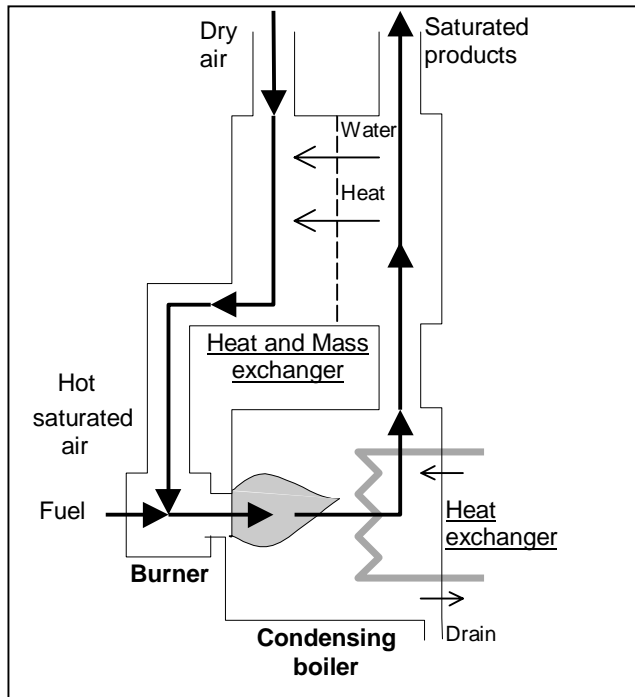 Dry
air
Saturated
products
Water
Heat
Heat and Mass
exchanger
Hot
saturated
air
Fuel
Burner
Heat
exchanger
Condensing
boiler
Drain